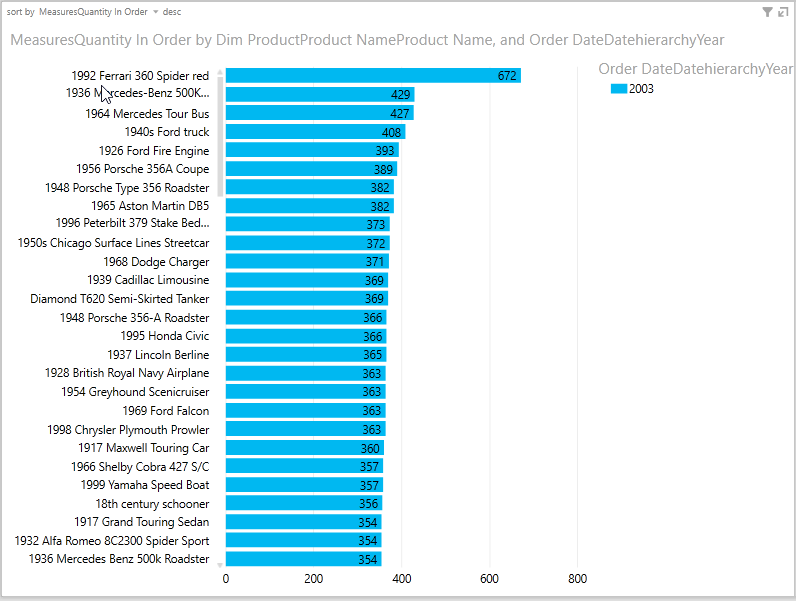 sort by MeasuresQuantity In Order desc
MeasuresQuantity In Order by Dim ProductProduct NameProduct Name, and Order DateDatehierarchyYear
Order DateDatehierarchyYear
2003
1992 Ferrari 360 Spider red 672
1936 Mercedes-Benz 500K... 429
1964 Mercedes Tour Bus 427
1940s Ford truck 408
1926 Ford Fire Engine 393
1956 Porsche 356A Coupe 389
1948 Porsche Type 356 Roadster 382
1965 Aston Martin DB5 382
1996 Peterbilt 379 Stake Bed... 373
1950s Chicago Surface Lines Streetcar 372
1968 Dodge Charger 371
1939 Cadillac Limousine 369
Diamond T620 Semi-Skirted Tanker 369
1948 Porsche 356-A Roadster 366
1995 Honda Civic 366
1937 Lincoln Berline 365
1928 British Royal Navy Airplane 363
1954 Greyhound Scenicruiser 363
1969 Ford Falcon 363
1998 Chrysler Plymouth Prowler 363
1917 Maxwell Touring Car 360
1966 Shelby Cobra 427 S/C 357
1999 Yamaha Speed Boat 357
18th century schooner 356
1917 Grand Touring Sedan 354
1932 Alfa Romeo 8C2300 Spider Sport 354
1936 Mercedes Benz 500k Roadster 354
0 200 400 600 800